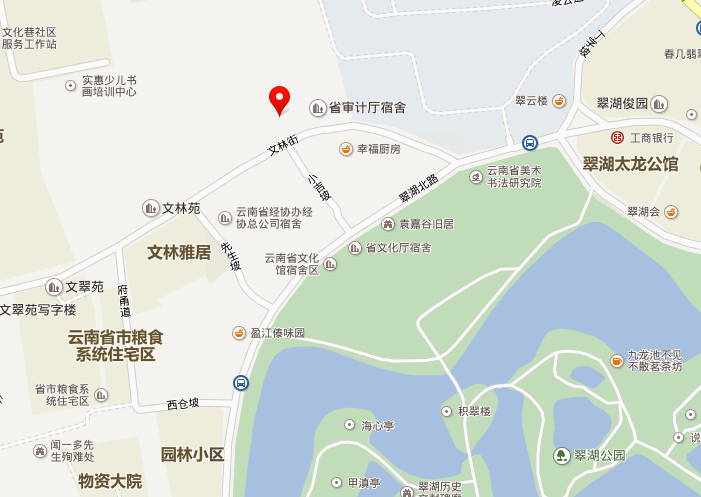 凌云
文化巷社区
服务工作站
丁字坡
春几翡翠
实惠少儿书
画培训中心
翠云楼
翠湖俊园
省审计厅宿舍
工商银行
文林街
幸福厨房
翠湖太龙公馆
云南省美术
书法研究院
小吉坡
翠湖北路
文林苑
云南省经协办经
协总公司宿舍
袁嘉谷旧居
翠湖会
先生坡
省文化厅宿舍
文林雅居
云南省文化
馆宿舍区
文翠苑
府甬道
文翠苑写字楼
云南省市粮食
系统住宅区
盈江傣味园
九龙池不见
不散茗茶坊
省市粮食系
统住宅区
西仓坡
积翠楼
海心亭
说
闻一多先
生殉难处
园林小区
翠湖公园
物资大院
甲滇亭
翠湖历史